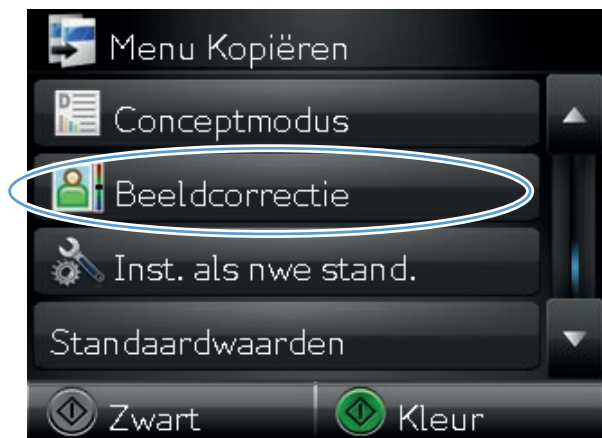 Menu Kopiëren
Conceptmodus
Beeldcorrectie
Inst. als nwe stand.
Standaardwaarden
Zwart
Kleur